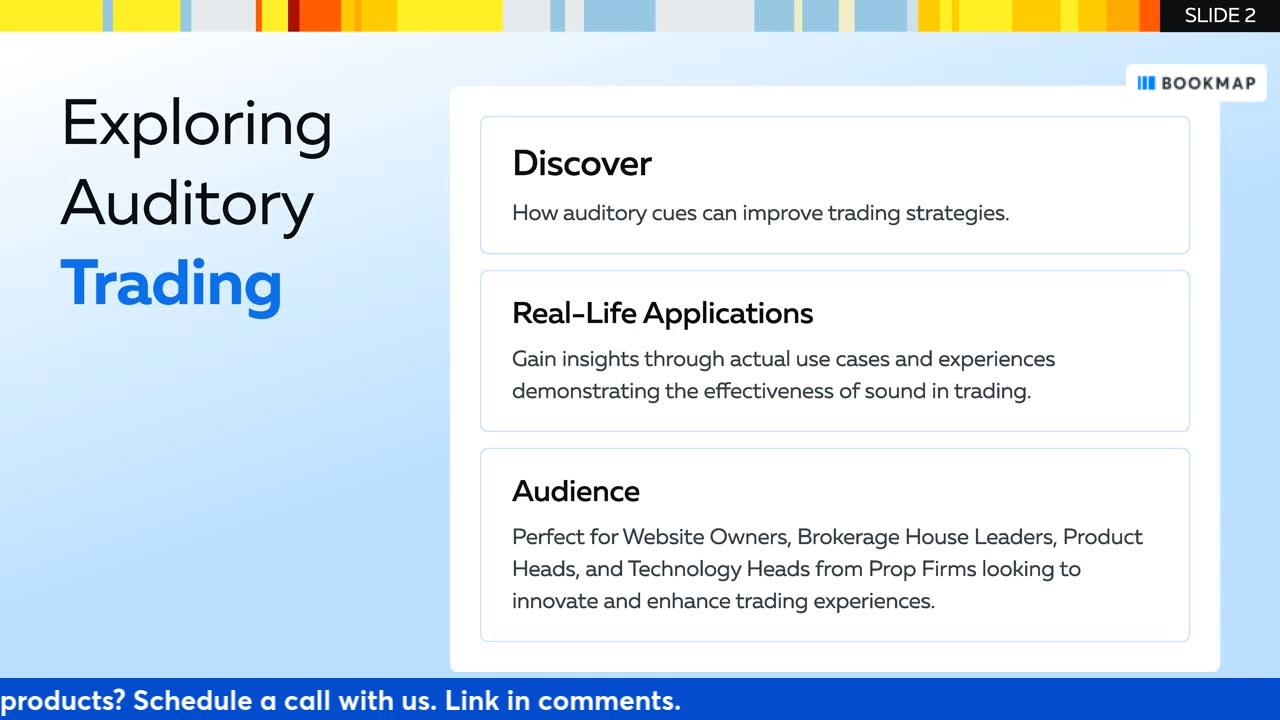 SLIDE 2
BOOKMAP
Exploring
Auditory
Trading
Discover
How auditory cues can improve trading strategies.
Real-Life Applications
Gain insights through actual use cases and experiences
demonstrating the effectiveness of sound in trading.
Audience
Perfect for Website Owners, Brokerage House Leaders, Product
Heads, and Technology Heads from Prop Firms looking to
innovate and enhance trading experiences.
products? Schedule a call with us. Link in comments.